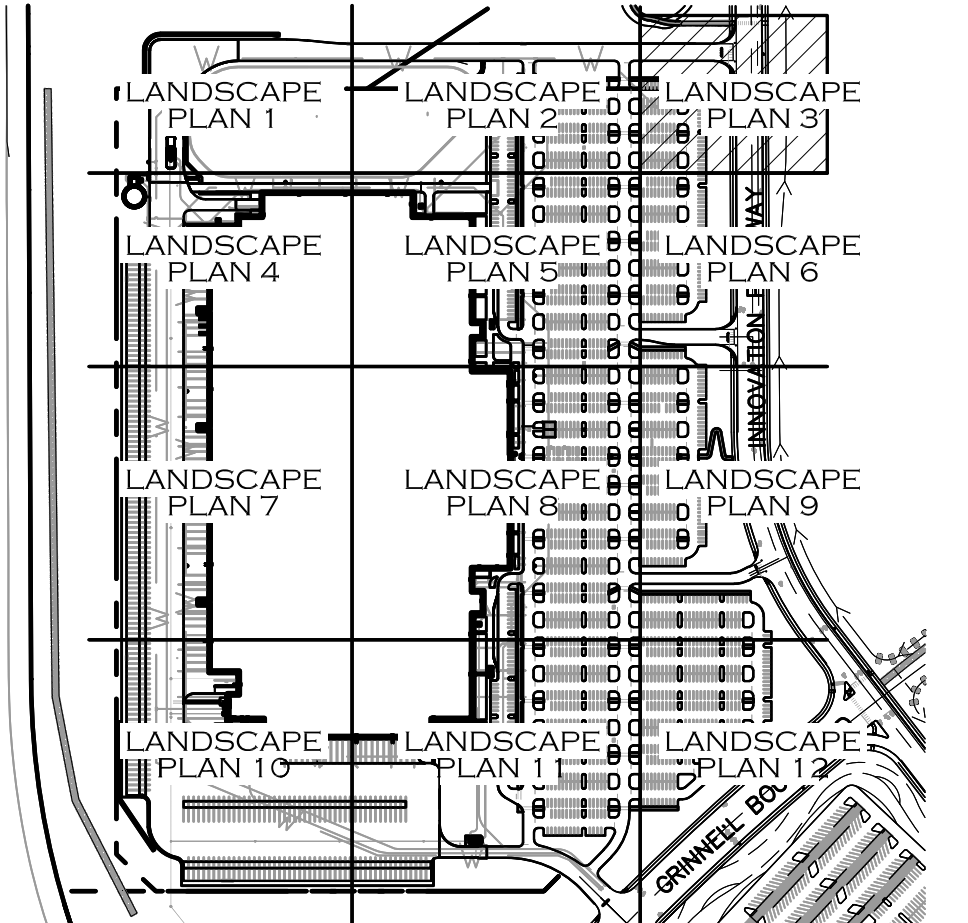 LANDSCAPE
PLAN 1
LANDSCAPE
PLAN 2
LANDSCAPE
PLAN 3
LANDSCAPE
PLAN 4
LANDSCAPE
PLAN 5
LANDSCAPE
PLAN 6
INNOVATION WAY
LANDSCAPE
PLAN 7
LANDSCAPE
PLAN 8
LANDSCAPE
PLAN 9
LANDSCAPE
PLAN 10
LANDSCAPE
PLAN 11
LANDSCAPE
PLAN 12
GRINNELL